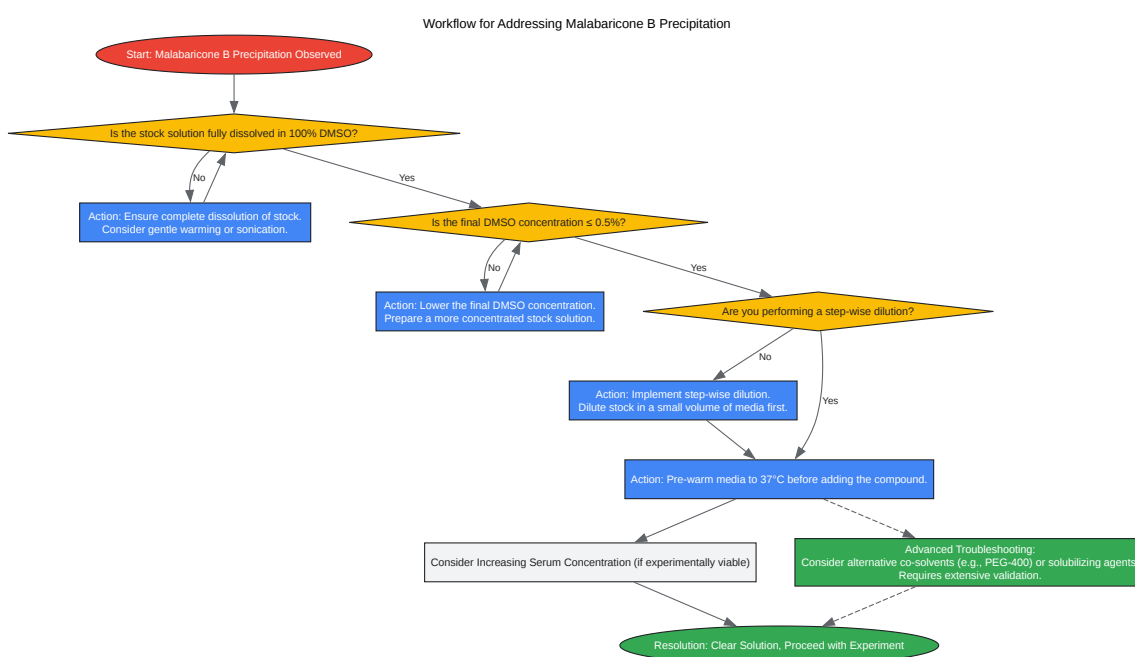 Workflow for Addressing Malabaricone B Precipitation
Start: Malabaricone B Precipitation Observed
Is the stock solution fully dissolved in 100% DMSO?
No
Yes
Action: Ensure complete dissolution of stock.
Consider gentle warming or sonication.
Is the final DMSO concentration ≤ 0.5%?
No
Yes
Action: Lower the final DMSO concentration.
Prepare a more concentrated stock solution.
Are you performing a step-wise dilution?
No
Yes
Action: Implement step-wise dilution.
Dilute stock in a small volume of media first.
Action: Pre-warm media to 37°C before adding the compound.
Consider Increasing Serum Concentration (if experimentally viable)
Advanced Troubleshooting:
Consider alternative co-solvents (e.g., PEG-400) or solubilizing agents
Requires extensive validation.
Resolution: Clear Solution, Proceed with Experiment